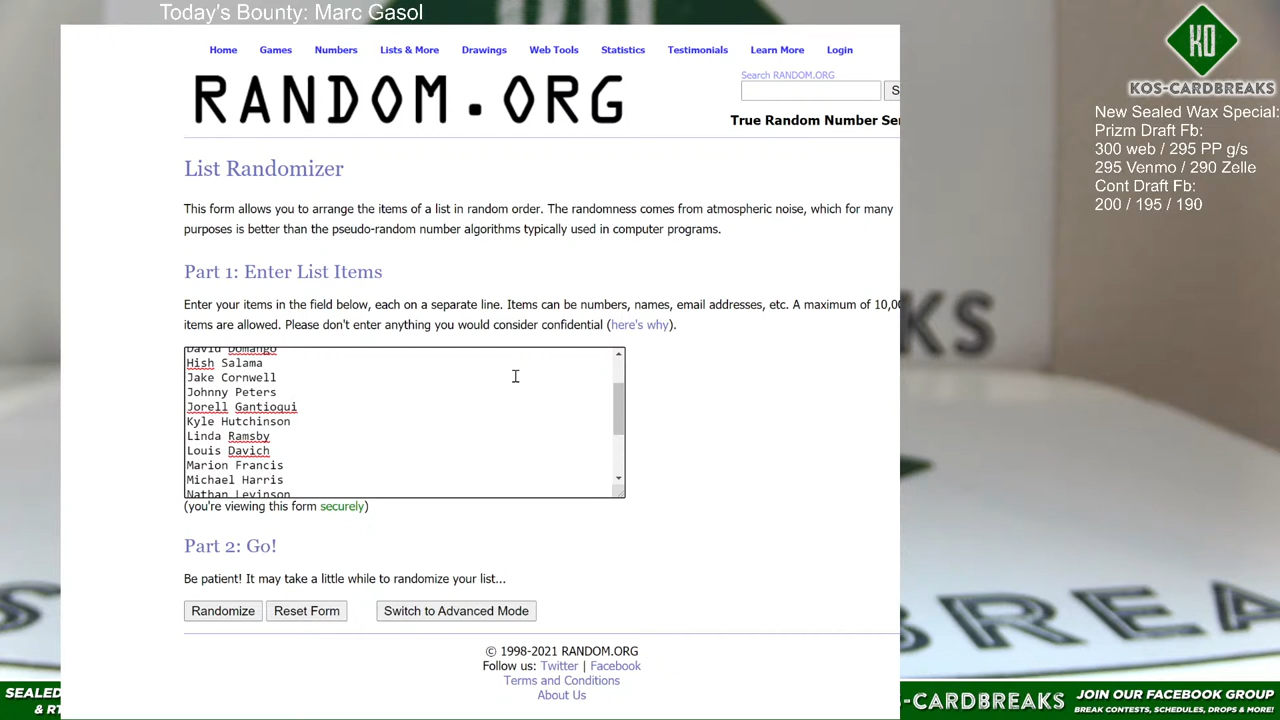 Today's Bounty: Marc Gasol
Home Games Numbers Lists & More Drawings Web Tools Statistics Testimonials Learn More Login
RANDOM.ORG
Search RANDOM.ORG
True Random Number Ser
List Randomizer
This form allows you to arrange the items of a list in random order. The randomness comes from atmospheric noise, which for many
purposes is better than the pseudo-random number algorithms typically used in computer programs.
Part 1: Enter List Items
Enter your items in the field below, each on a separate line. Items can be numbers, names, email addresses, etc. A maximum of 10,00
items are allowed. Please don't enter anything you would consider confidential (here's why).
David Domango
Hish Salama
Jake Cornwell
Johnny Peters
Jorell Gantioqui
Kyle Hutchinson
Linda Ramsby
Louis Davich
Marion Francis
Michael Harris
Nathan Levinson
(you're viewing this form securely)
Part 2: Go!
Be patient! It may take a little while to randomize your list...
Randomize Reset Form Switch to Advanced Mode
© 1998-2021 RANDOM.ORG
Follow us: Twitter | Facebook
Terms and Conditions
About Us
KO
KOS-CARDBREAKS
New Sealed Wax Special:
Prizm Draft Fb:
300 web / 295 PP g/s
295 Venmo / 290 Zelle
Cont Draft Fb:
200 / 195 / 190
KS
BREA
SEALED
& RT
S-CARDBREAKS
JOIN OUR FACEBOOK GROUP
BREAK CONTESTS, SCHEDULES, DROPS & MORE!